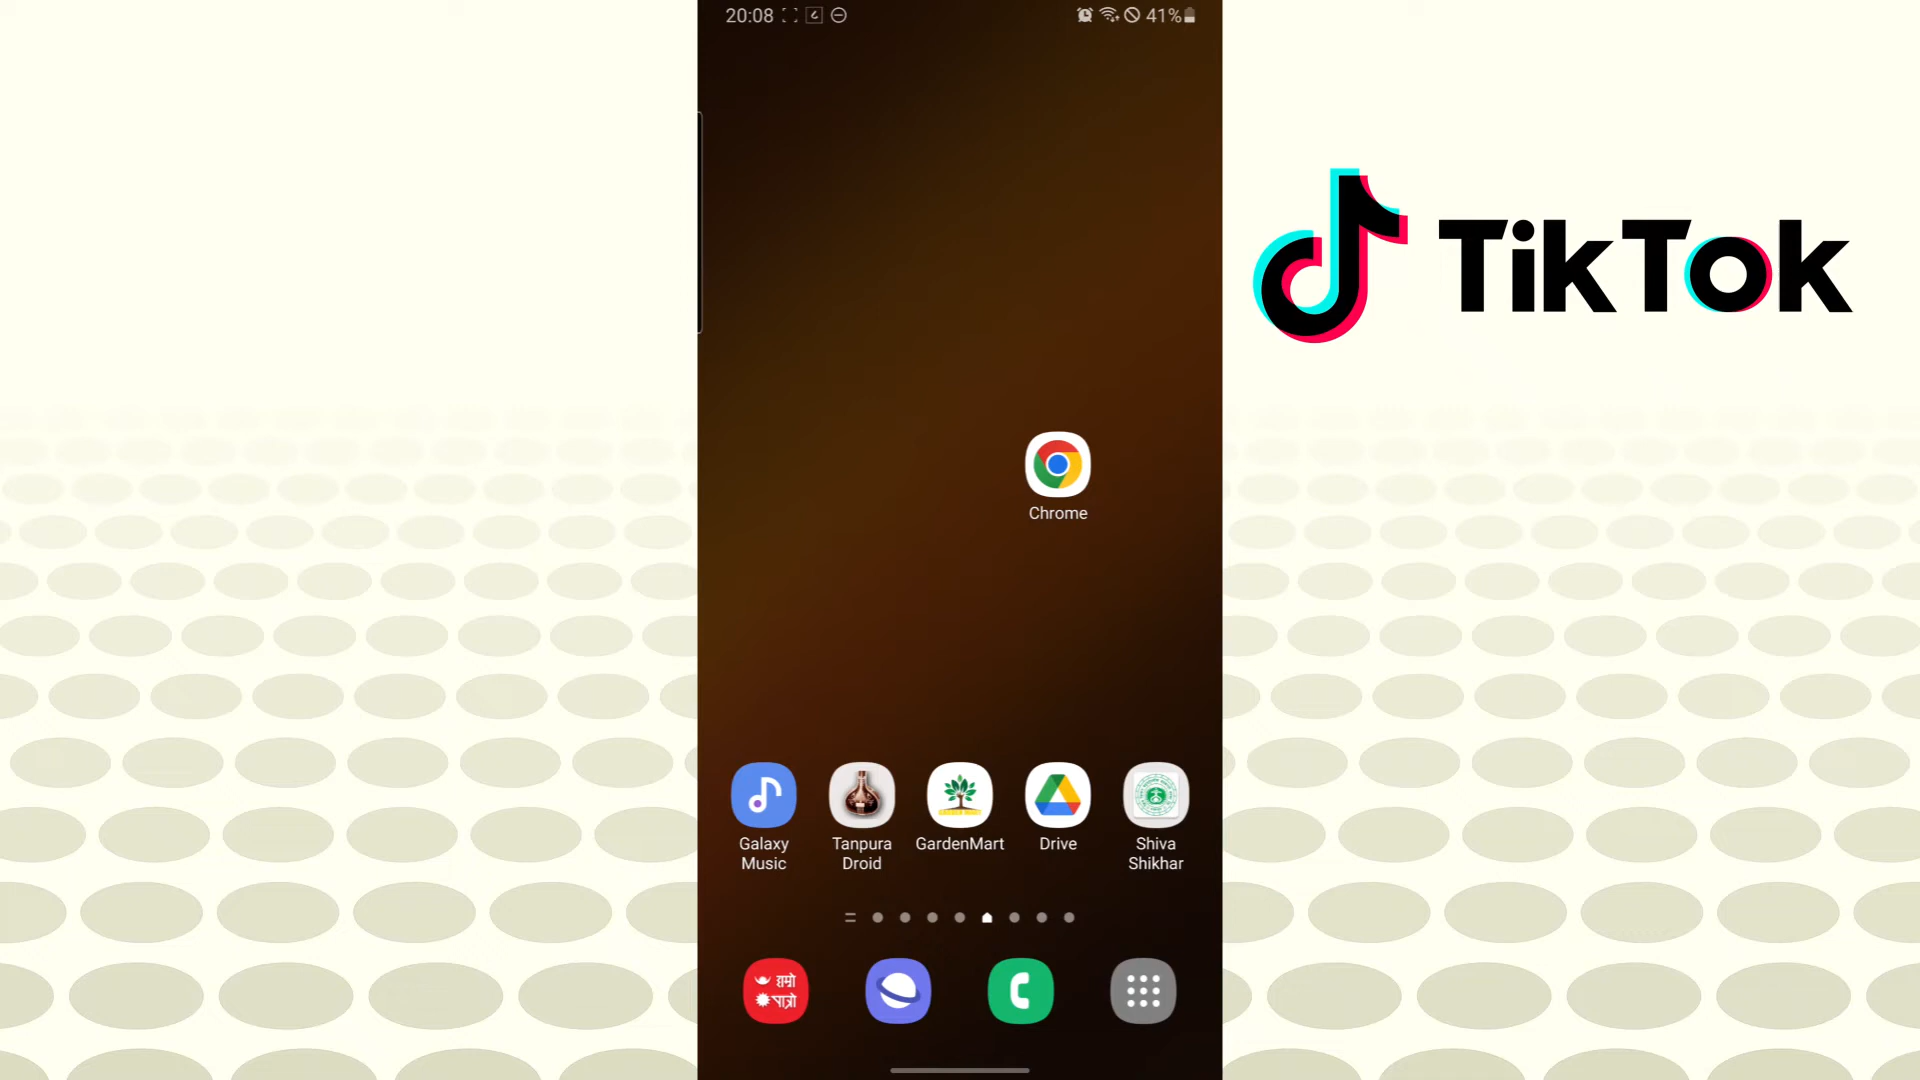 20:08
41%
TikTok
Chrome
Galaxy Music
Tanpura Droid
GardenMart
Drive
Shiva Shikhar
हाम्रो
पात्रो